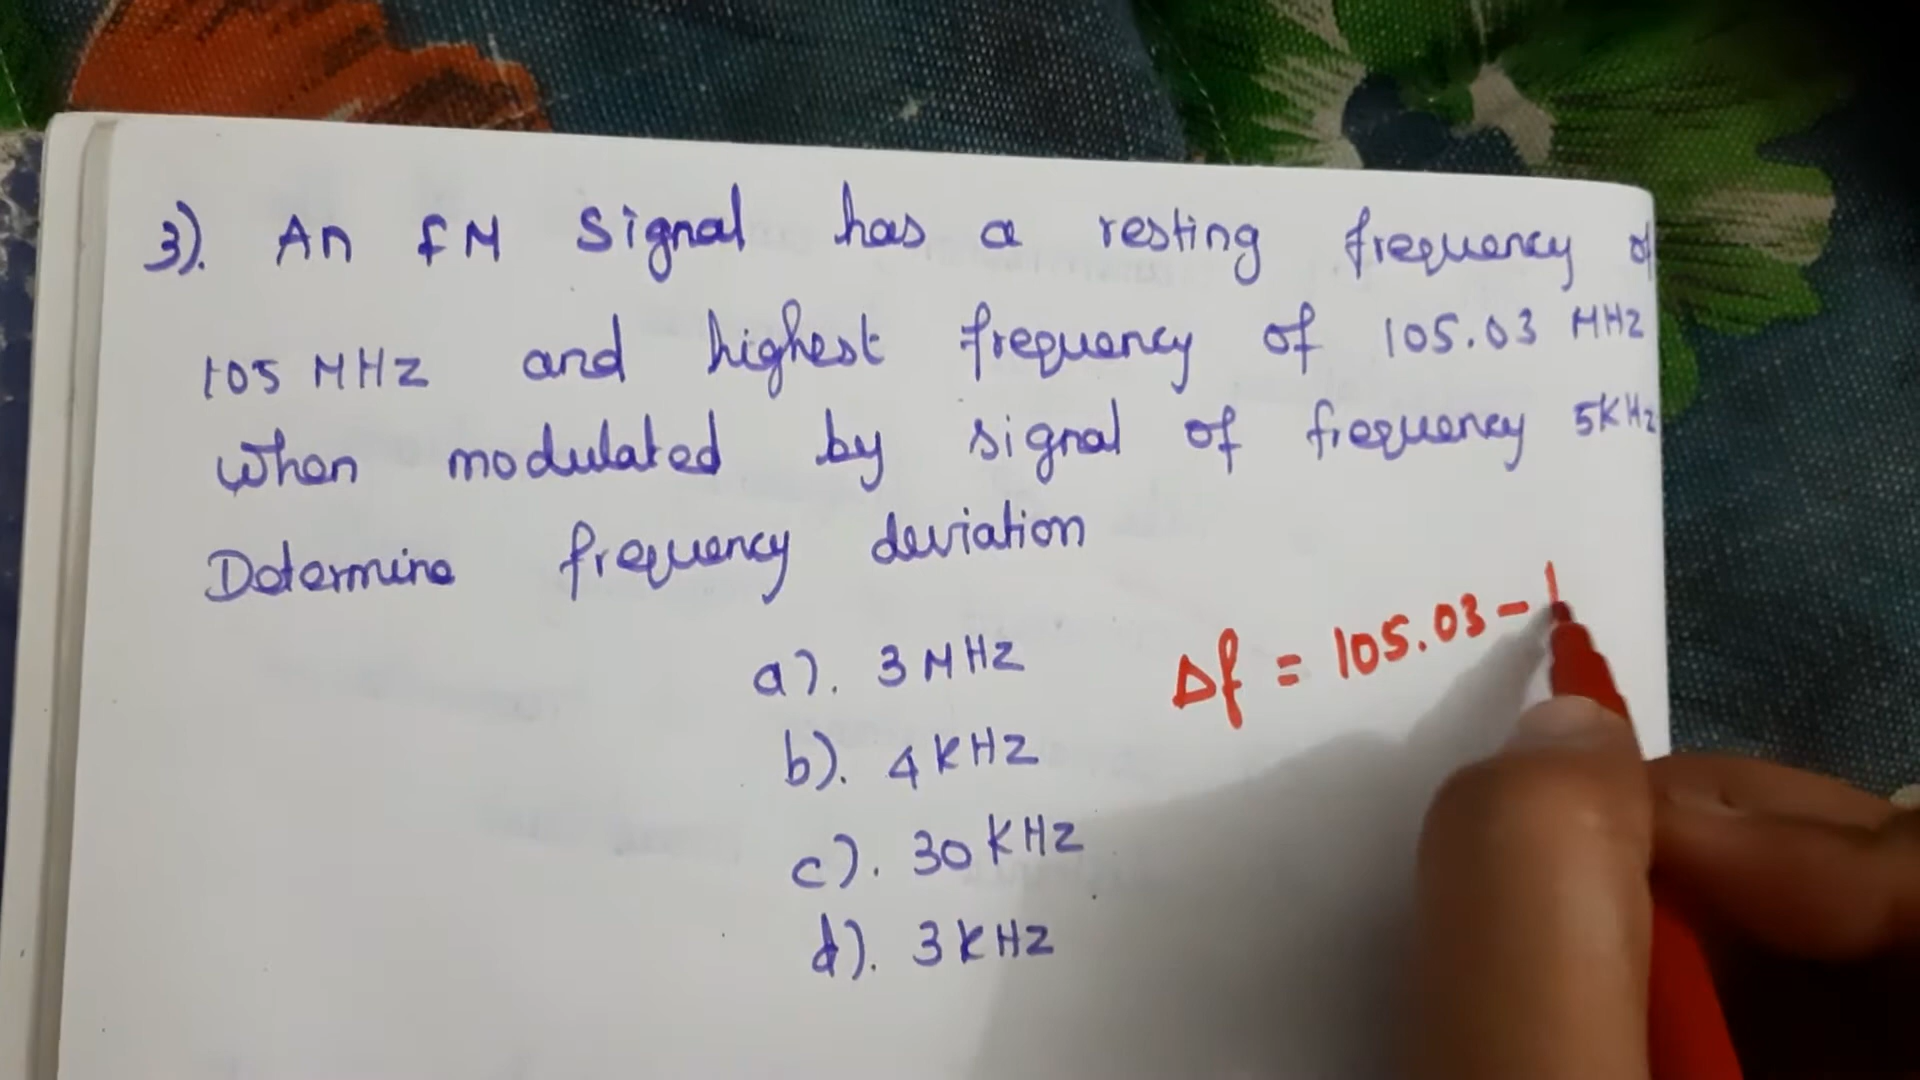 3). An FM Signal has a resting frequency of
105 MHz and highest frequency of 105.03 MHz
when modulated by signal of frequency 5KHz
Determine frequency deviation
a). 3 MHz
b). 4 KHz
c). 30 KHz
d). 3 KHz
Δf = 105.03 - 1